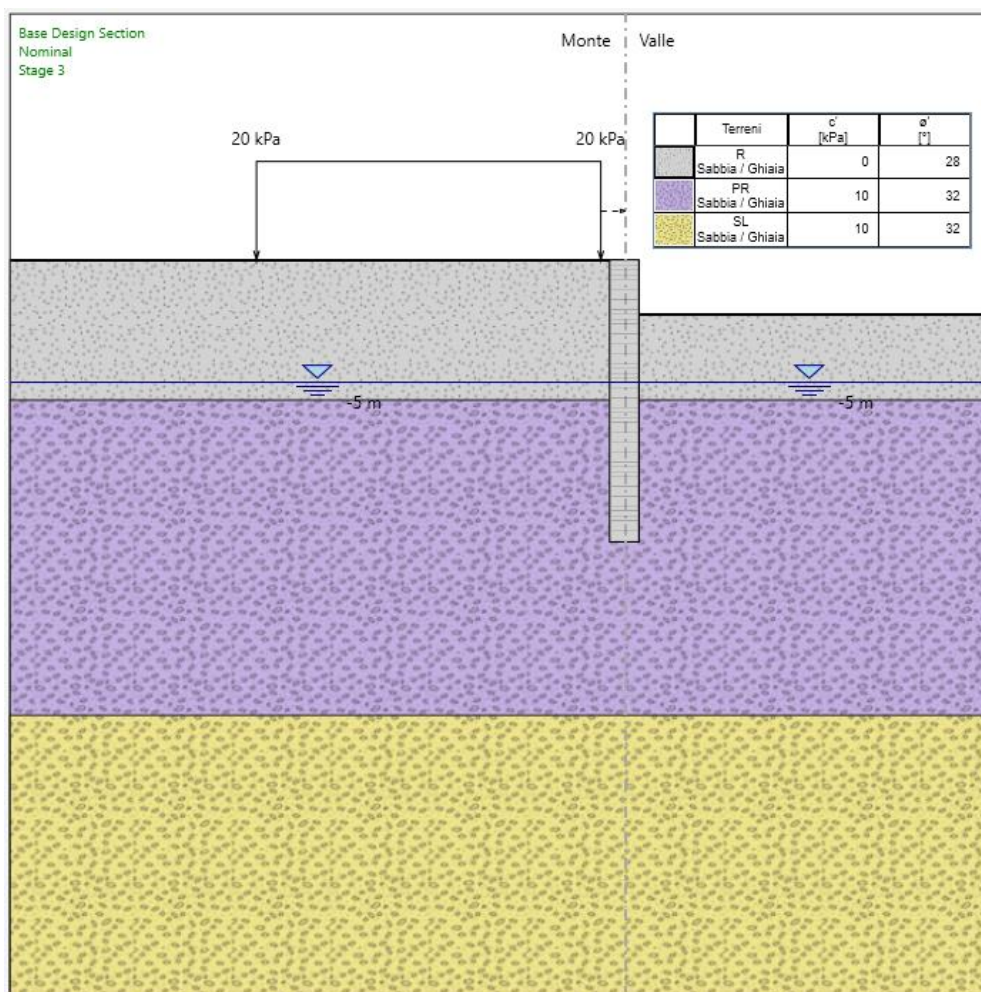 Base Design Section
Nominal
Stage 3
Monte
Valle
20 kPa
20 kPa
Terreni
c'
[kPa]
ø'
[°]
R
Sabbia / Ghiaia
0
28
PR
Sabbia / Ghiaia
10
32
SL
Sabbia / Ghiaia
10
32
-5 m
-5 m